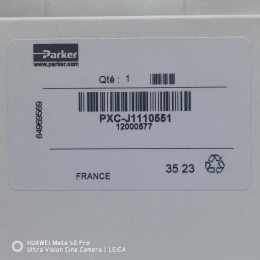 Parker
www.parker.com
Qté : 1
PXC-J1110551
12000577
64969569
FRANCE
35 23
HUAWEI Mate 40 Pro
Ultra Vision Cine Camera | LEICA